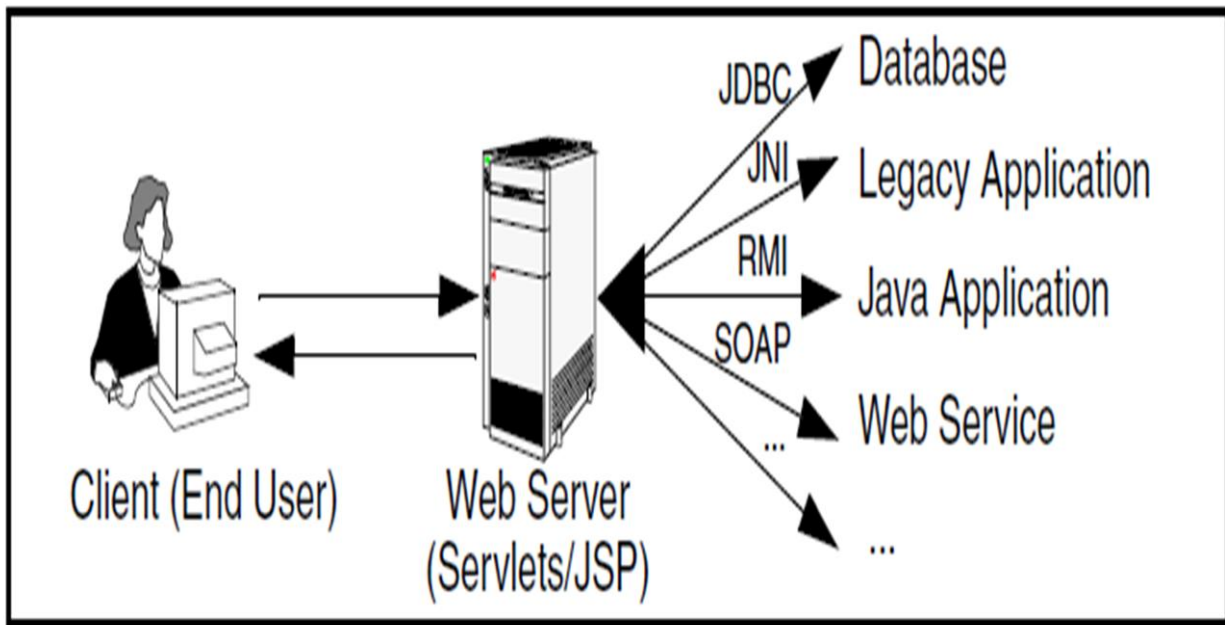 JDBC
Database
JNI
Legacy Application
RMI
Java Application
SOAP
Web Service
...
...
Client (End User)
Web Server
(Servlets/JSP)